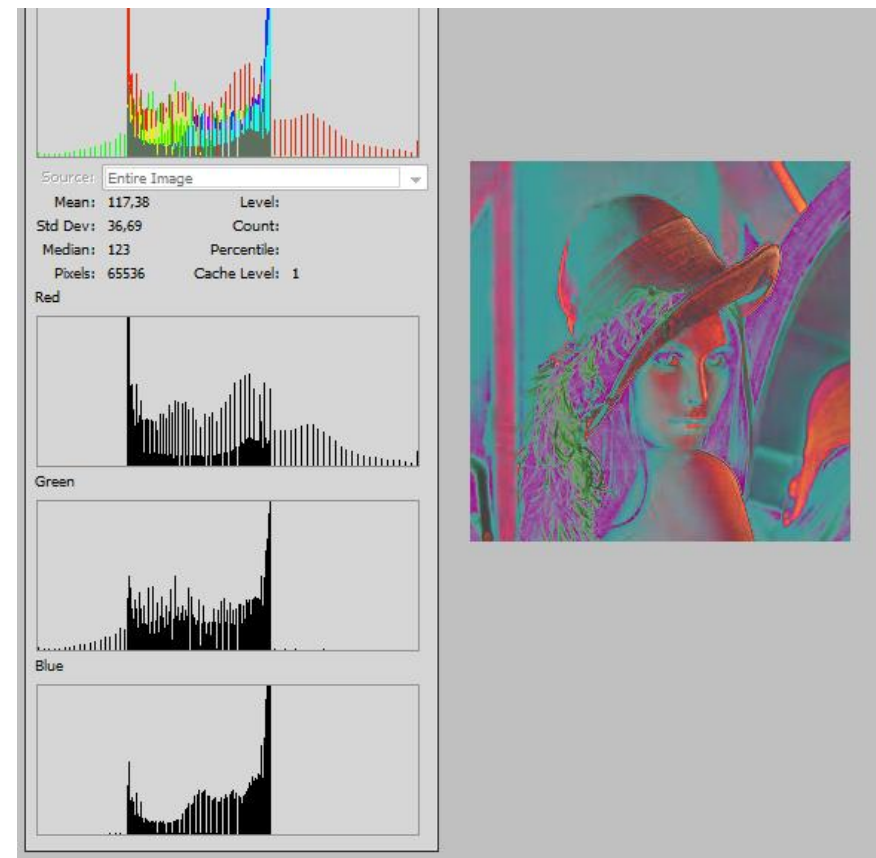 Source: Entire Image
Mean: 117,38 Level:
Std Dev: 36,69 Count:
Median: 123 Percentile:
Pixels: 65536 Cache Level: 1
Red
Green
Blue